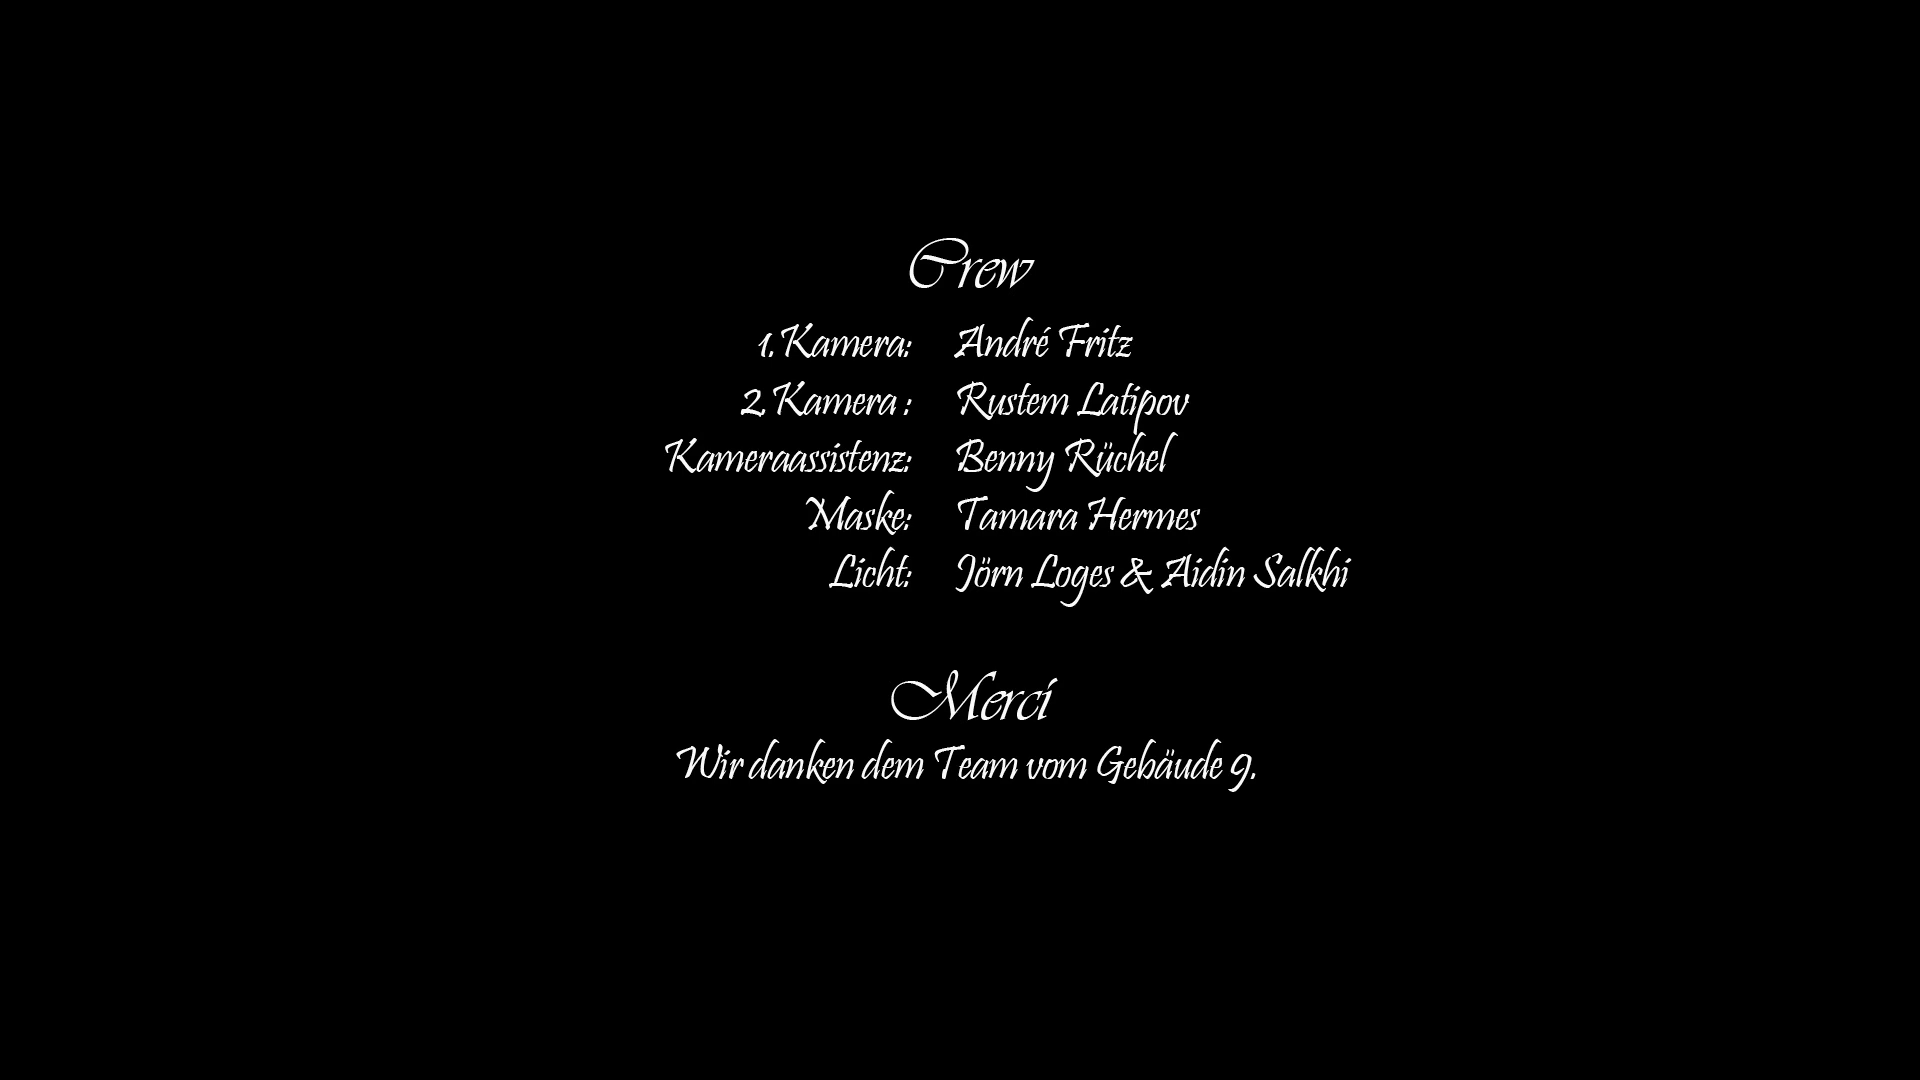 Crew
1. Kamera: André Fritz
2. Kamera : Rustem Latipov
Kameraassistenz: Benny Rüchel
Maske: Tamara Hermes
Licht: Jörn Loges & Aidin Salkhi
Merci
Wir danken dem Team vom Gebäude 9.